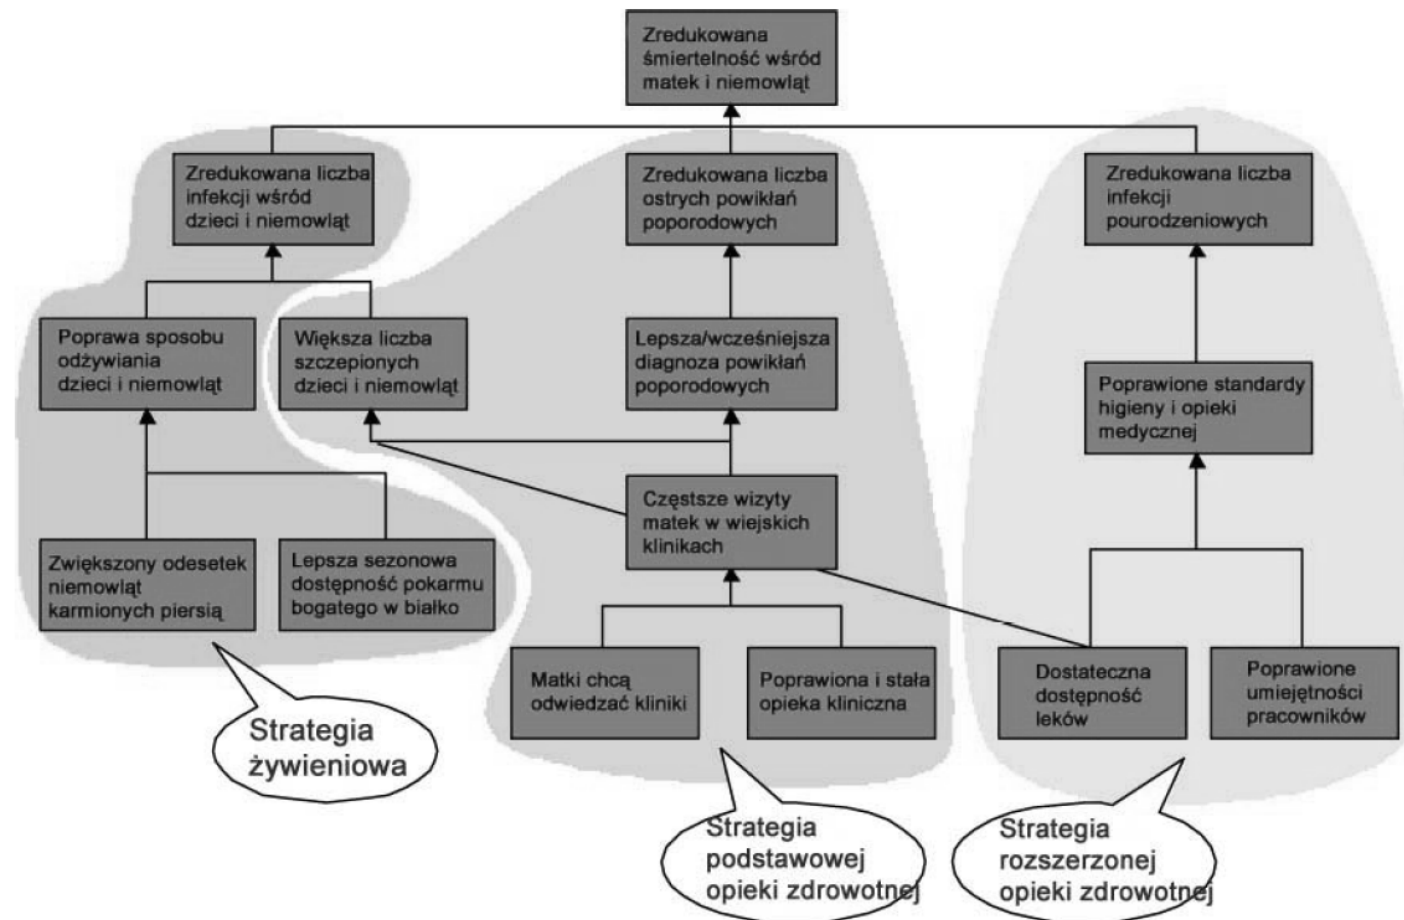 Zredukowana
śmiertelność wśród
matek i niemowląt
Zredukowana liczba
infekcji wśród
dzieci i niemowląt
Zredukowana liczba
ostrych powikłań
poporodowych
Zredukowana liczba
infekcji
pourodzeniowych
Poprawa sposobu
odżywiania
dzieci i niemowląt
Większa liczba
szczepionych
dzieci i niemowląt
Lepsza/wcześniejsza
diagnoza powikłań
poporodowych
Poprawione standardy
higieny i opieki
medycznej
Częstsze wizyty
matek w wiejskich
klinikach
Zwiększony odesetek
niemowląt
karmionych piersią
Lepsza sezonowa
dostępność pokarmu
bogatego w białko
Matki chcą
odwiedzać kliniki
Poprawiona i stała
opieka kliniczna
Dostateczna
dostępność
leków
Poprawione
umiejętności
pracowników
Strategia
żywieniowa
Strategia
podstawowej
opieki zdrowotnej
Strategia
rozszerzonej
opieki zdrowotnej